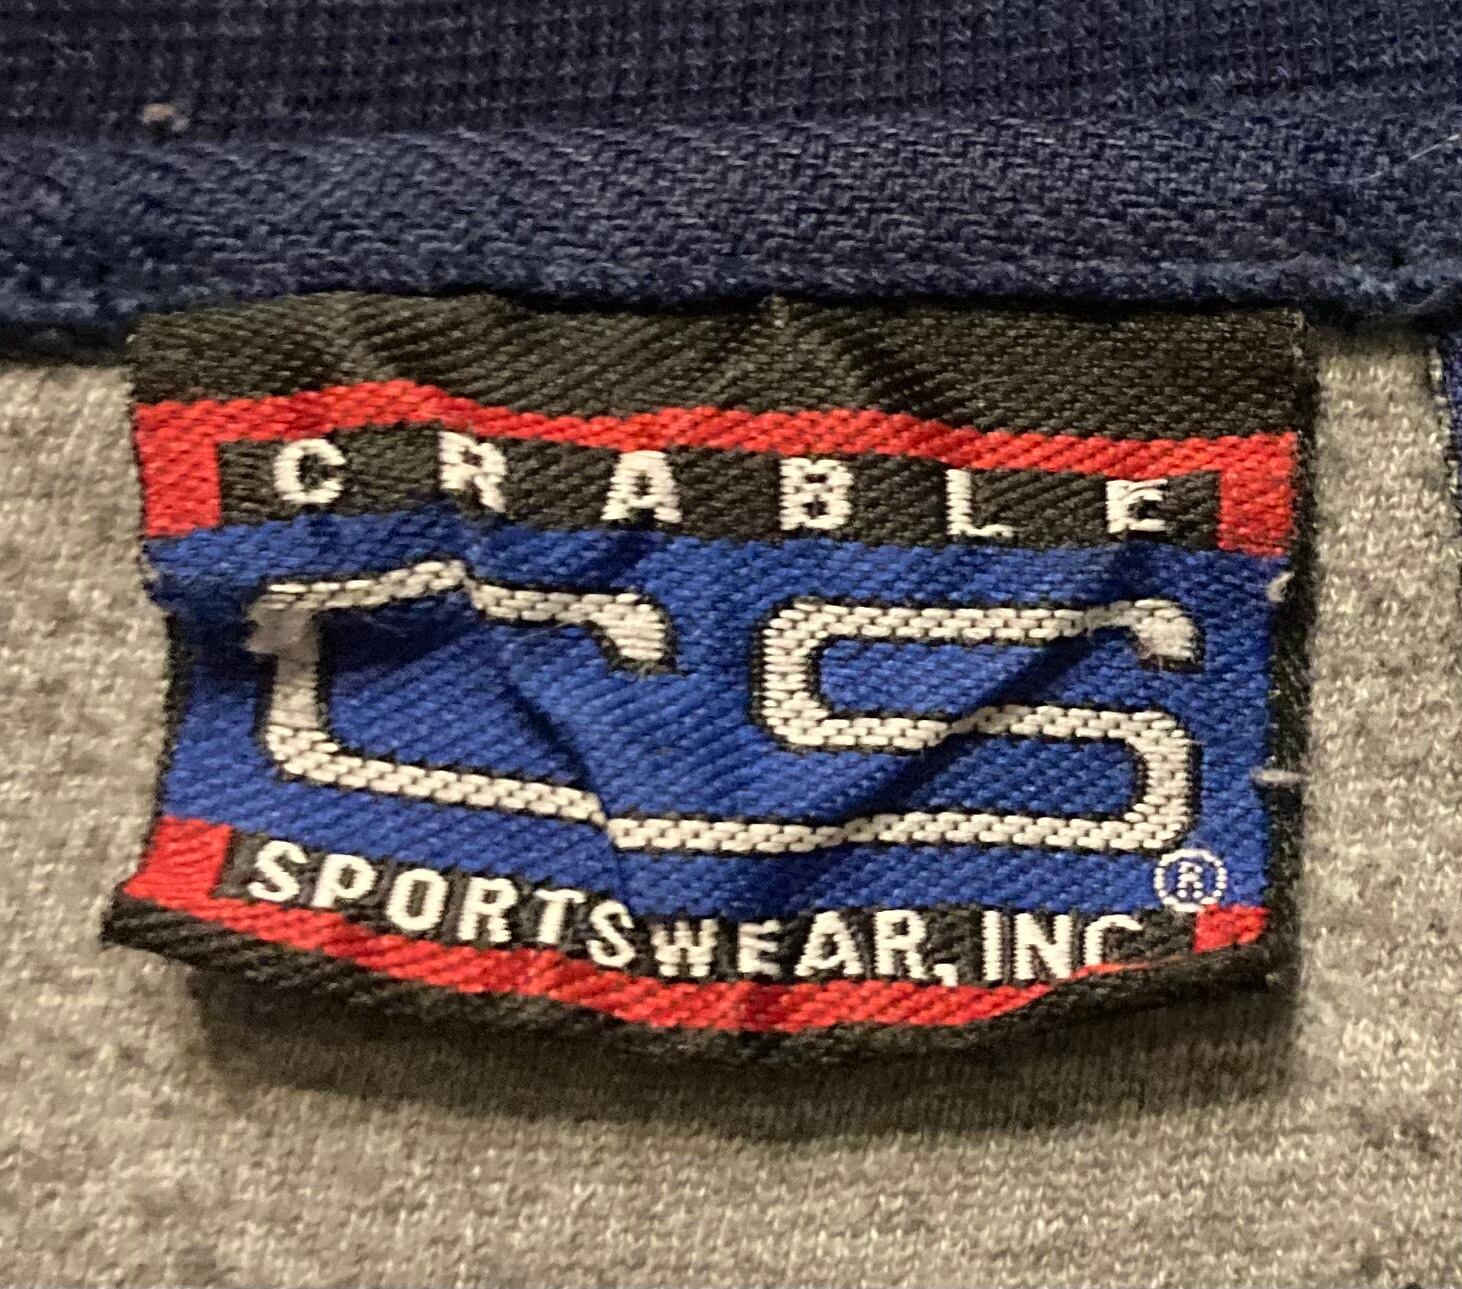 CRABLE
CS ®
SPORTSWEAR, INC